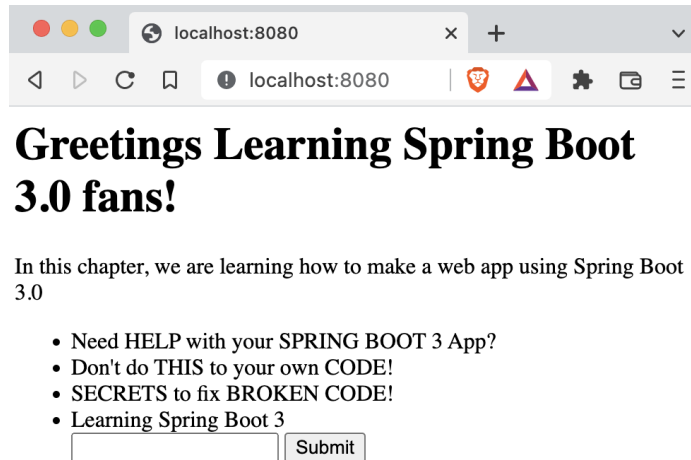 localhost:8080
localhost:8080
Greetings Learning Spring Boot
3.0 fans!
In this chapter, we are learning how to make a web app using Spring Boot
3.0
• Need HELP with your SPRING BOOT 3 App?
• Don't do THIS to your own CODE!
• SECRETS to fix BROKEN CODE!
• Learning Spring Boot 3
Submit